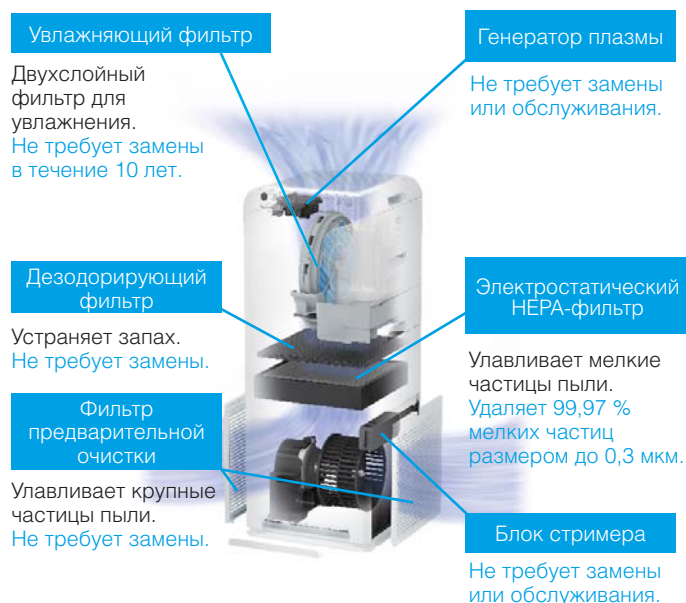 Увлажняющий фильтр
Двухслойный
фильтр для
увлажнения.
Не требует замены
в течение 10 лет.
Генератор плазмы
Не требует замены
или обслуживания.
Дезодорирующий
фильтр
Устраняет запах.
Не требует замены.
Электростатический
HEPA-фильтр
Улавливает мелкие
частицы пыли.
Удаляет 99,97 %
мелких частиц
размером до 0,3 мкм.
Фильтр
предварительной
очистки
Улавливает крупные
частицы пыли.
Не требует замены.
Блок стримера
Не требует замены
или обслуживания.